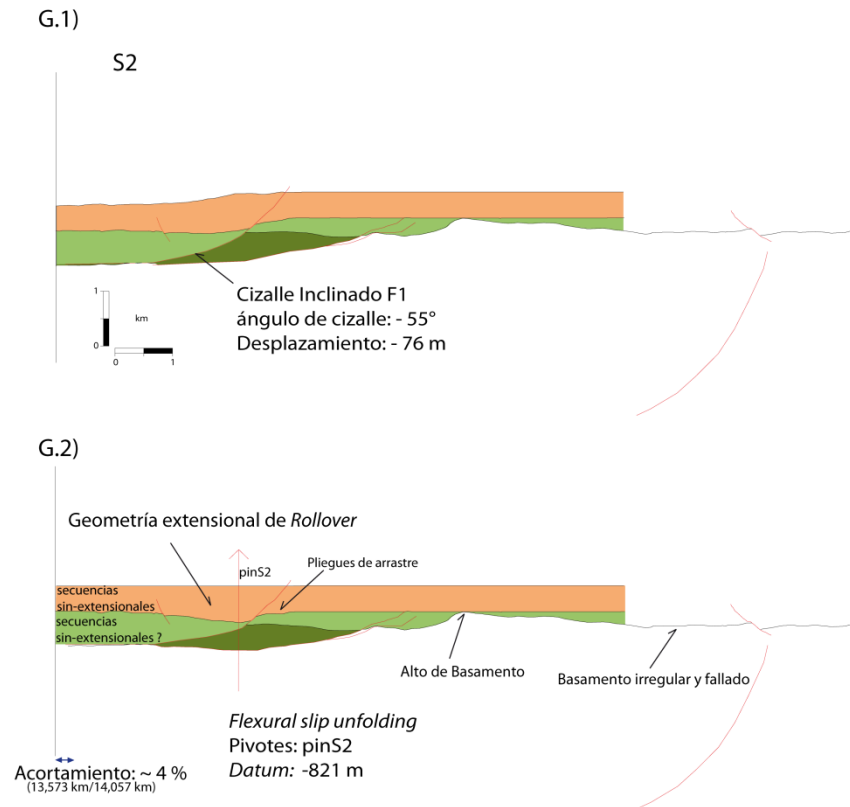 G.1)
S2
Cizalle Inclinado F1
ángulo de cizalle: - 55°
Desplazamiento: - 76 m
1
km
0
0
1
G.2)
Geometría extensional de Rollover
pinS2
Pliegues de arrastre
secuencias
sin-extensionales
secuencias
sin-extensionales ?
Alto de Basamento
Basamento irregular y fallado
Flexural slip unfolding
Pivotes: pinS2
Datum: -821 m
Acortamiento: ~ 4 %
(13,573 km/14,057 km)